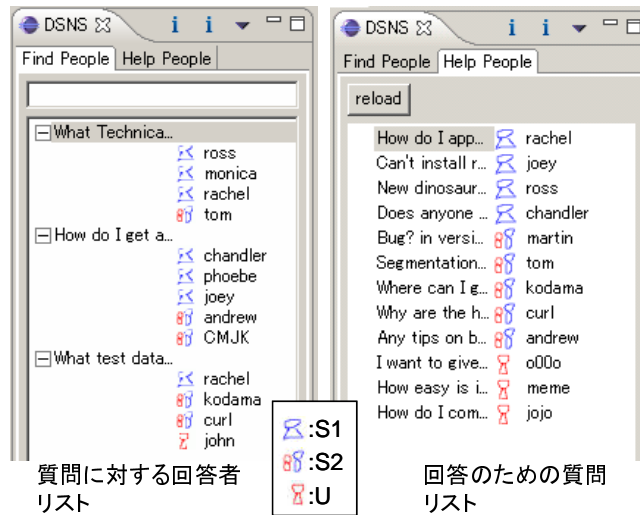 DSNS
Find People Help People
What Technica...
ross
monica
rachel
tom
How do I get a...
chandler
phoebe
joey
andrew
CMJK
What test data...
rachel
kodama
curl
john
質問に対する回答者
リスト
DSNS
Find People Help People
reload
How do I app... rachel
Can't install r... joey
New dinosaur... ross
Does anyone ... chandler
Bug? in versi... martin
Segmentation... tom
Where can I g... kodama
Why are the h... curl
Any tips on b... andrew
I want to give... o00o
How easy is i... meme
How do I com... jojo
:S1
:S2
:U
回答のための質問
リスト